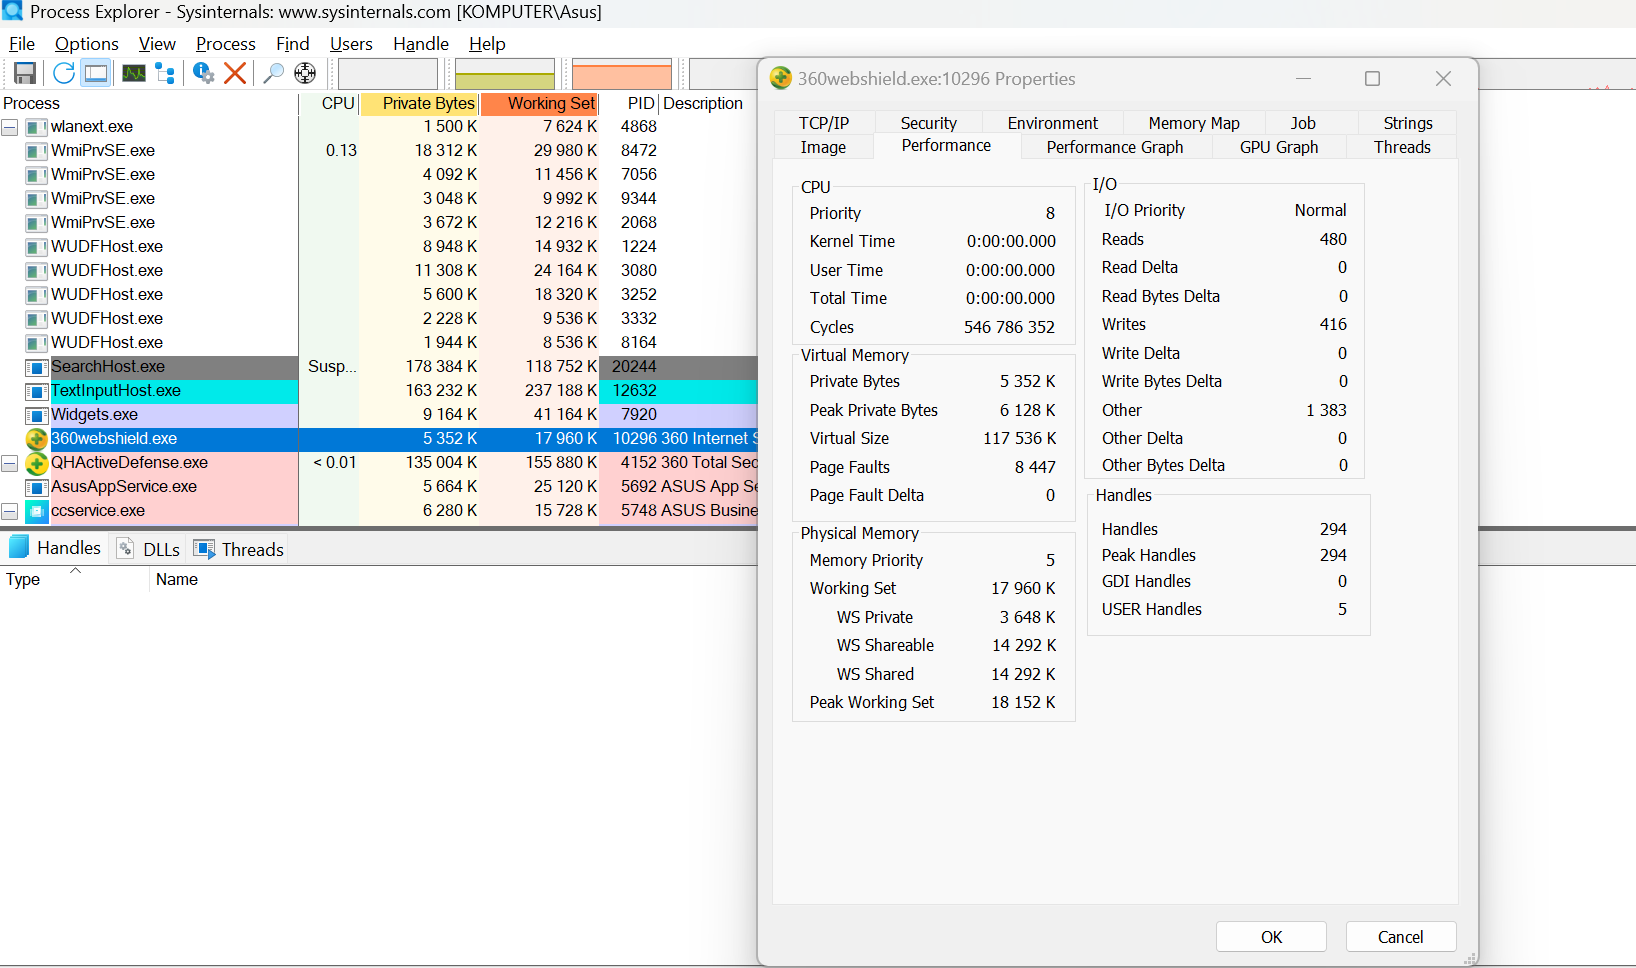 Process Explorer - Sysinternals: www.sysinternals.com [KOMPUTER\Asus]
File Options View Process Find Users Handle Help
Process CPU Private Bytes Working Set PID Description
wlanext.exe 1 500 K 7 624 K 4868
WmiPrvSE.exe 0.13 18 312 K 29 980 K 8472
WmiPrvSE.exe 4 092 K 11 456 K 7056
WmiPrvSE.exe 3 048 K 9 992 K 9344
WmiPrvSE.exe 3 672 K 12 216 K 2068
WUDFHost.exe 8 948 K 14 932 K 1224
WUDFHost.exe 11 308 K 24 164 K 3080
WUDFHost.exe 5 600 K 18 320 K 3252
WUDFHost.exe 2 228 K 9 536 K 3332
WUDFHost.exe 1 944 K 8 536 K 8164
SearchHost.exe Susp... 178 384 K 118 752 K 20244
TextInputHost.exe 163 232 K 237 188 K 12632
Widgets.exe 9 164 K 41 164 K 7920
360webshield.exe 5 352 K 17 960 K 10296 360 Internet S
QHActiveDefense.exe < 0.01 135 004 K 155 880 K 4152 360 Total Sec
AsusAppService.exe 5 664 K 25 120 K 5692 ASUS App Se
ccservice.exe 6 280 K 15 728 K 5748 ASUS Busine
Handles DLLs Threads
Type Name
360webshield.exe:10296 Properties
TCP/IP Security Environment Memory Map Job Strings
Image Performance Performance Graph GPU Graph Threads
CPU
Priority 8
Kernel Time 0:00:00.000
User Time 0:00:00.000
Total Time 0:00:00.000
Cycles 546 786 352
Virtual Memory
Private Bytes 5 352 K
Peak Private Bytes 6 128 K
Virtual Size 117 536 K
Page Faults 8 447
Page Fault Delta 0
Physical Memory
Memory Priority 5
Working Set 17 960 K
WS Private 3 648 K
WS Shareable 14 292 K
WS Shared 14 292 K
Peak Working Set 18 152 K
I/O
I/O Priority Normal
Reads 480
Read Delta 0
Read Bytes Delta 0
Writes 416
Write Delta 0
Write Bytes Delta 0
Other 1 383
Other Delta 0
Other Bytes Delta 0
Handles
Handles 294
Peak Handles 294
GDI Handles 0
USER Handles 5
OK Cancel